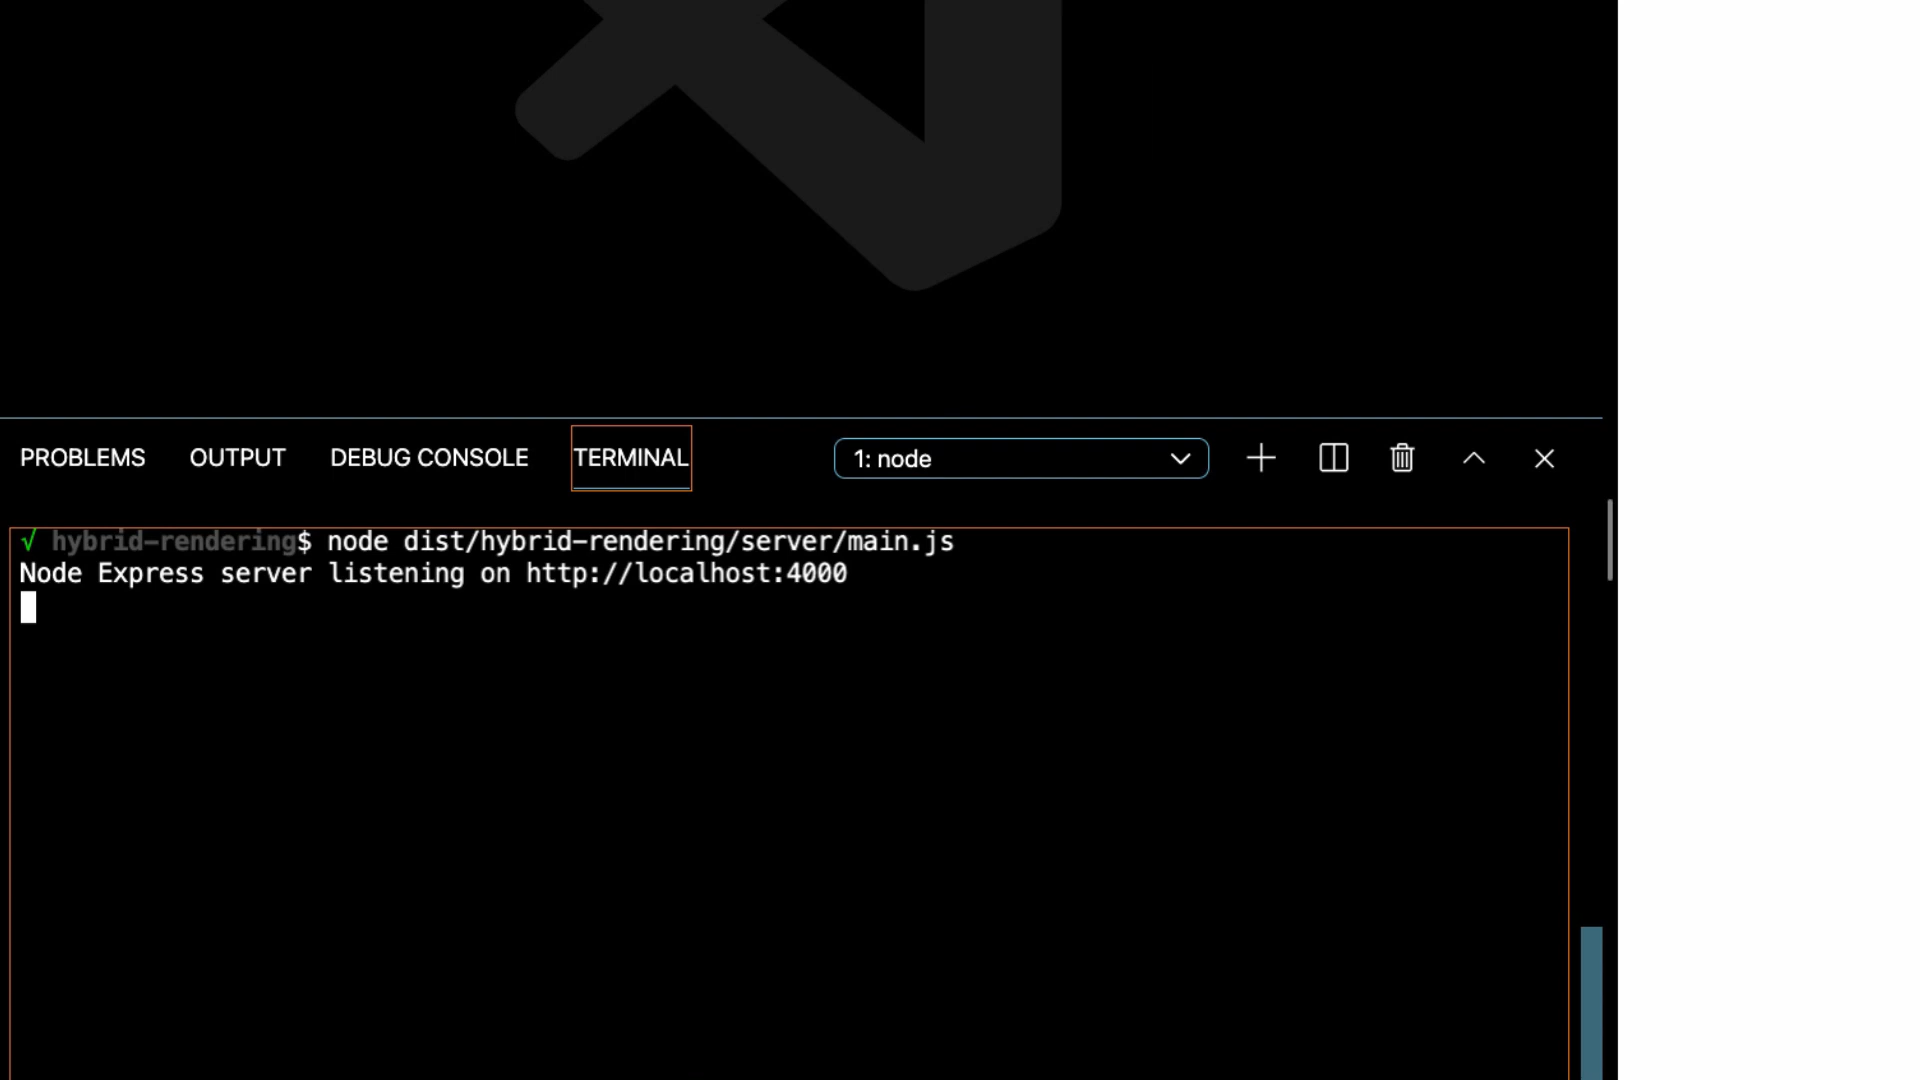 PROBLEMS OUTPUT DEBUG CONSOLE TERMINAL 1: node
√ hybrid-rendering$ node dist/hybrid-rendering/server/main.js
Node Express server listening on http://localhost:4000